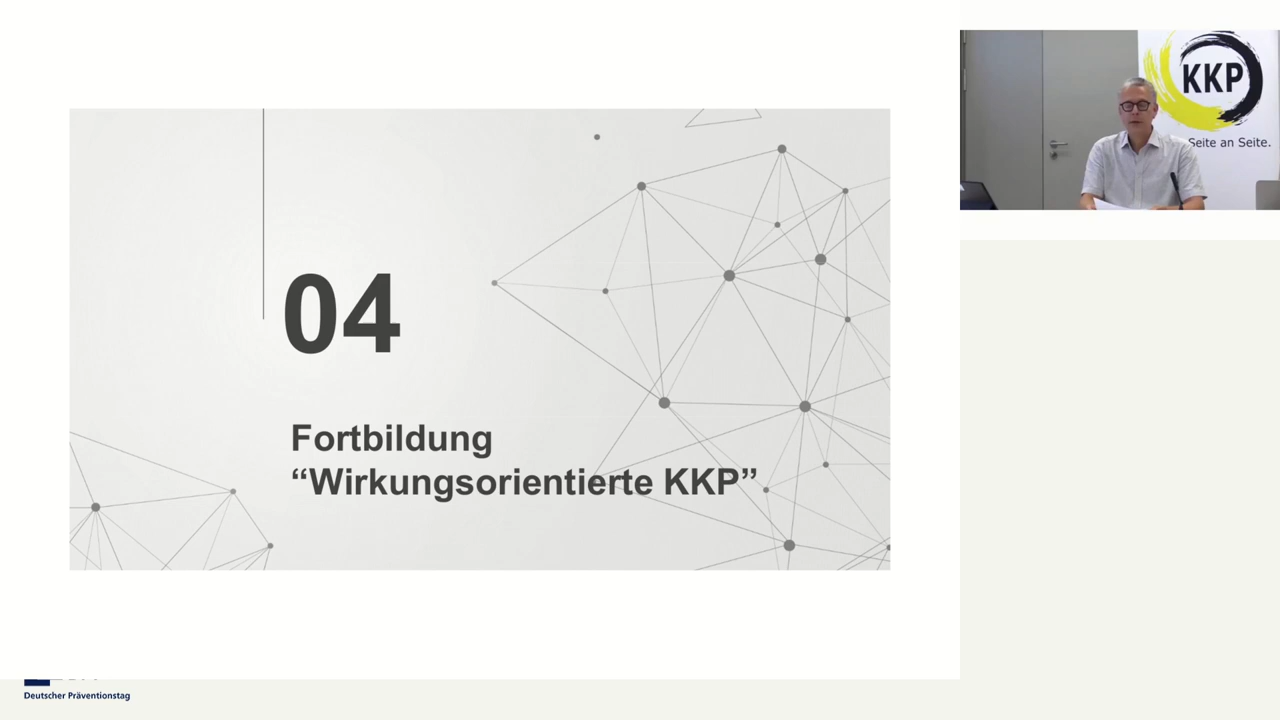 04
Fortbildung
“Wirkungsorientierte KKP”
KKP
Seite an Seite.
Deutscher Präventionstag